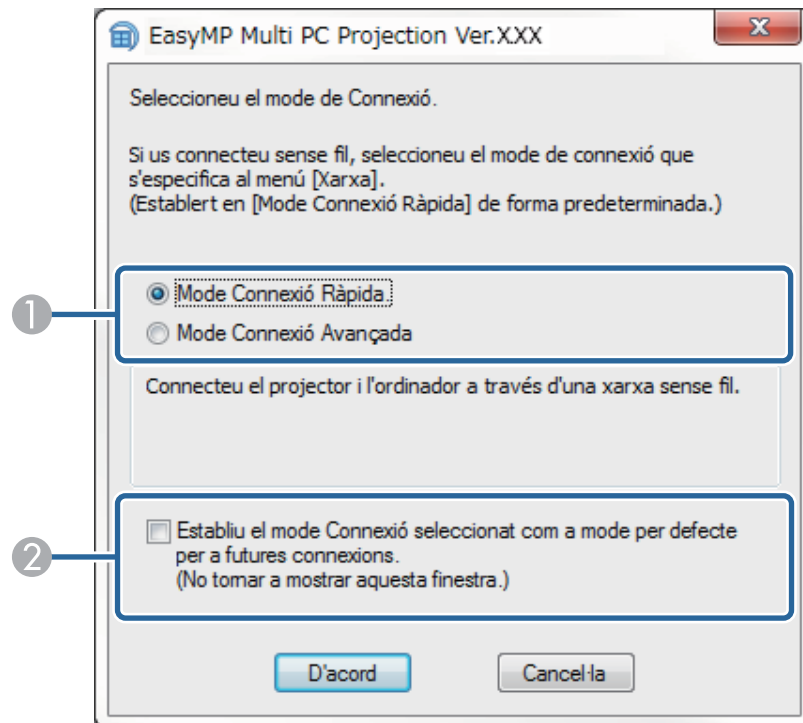 EasyMP Multi PC Projection Ver.X.XX
Seleccioneu el mode de Connexió.
Si us connecteu sense fil, seleccioneu el mode de connexió que
s'especifica al menú [Xarxa].
(Establert en [Mode Connexió Ràpida] de forma predeterminada.)
1
Mode Connexió Ràpida
Mode Connexió Avançada
Connecteu el projector i l'ordinador a través d'una xarxa sense fil.
2
Establiu el mode Connexió seleccionat com a mode per defecte
per a futures connexions.
(No tornar a mostrar aquesta finestra.)
D'acord
Cancel·la